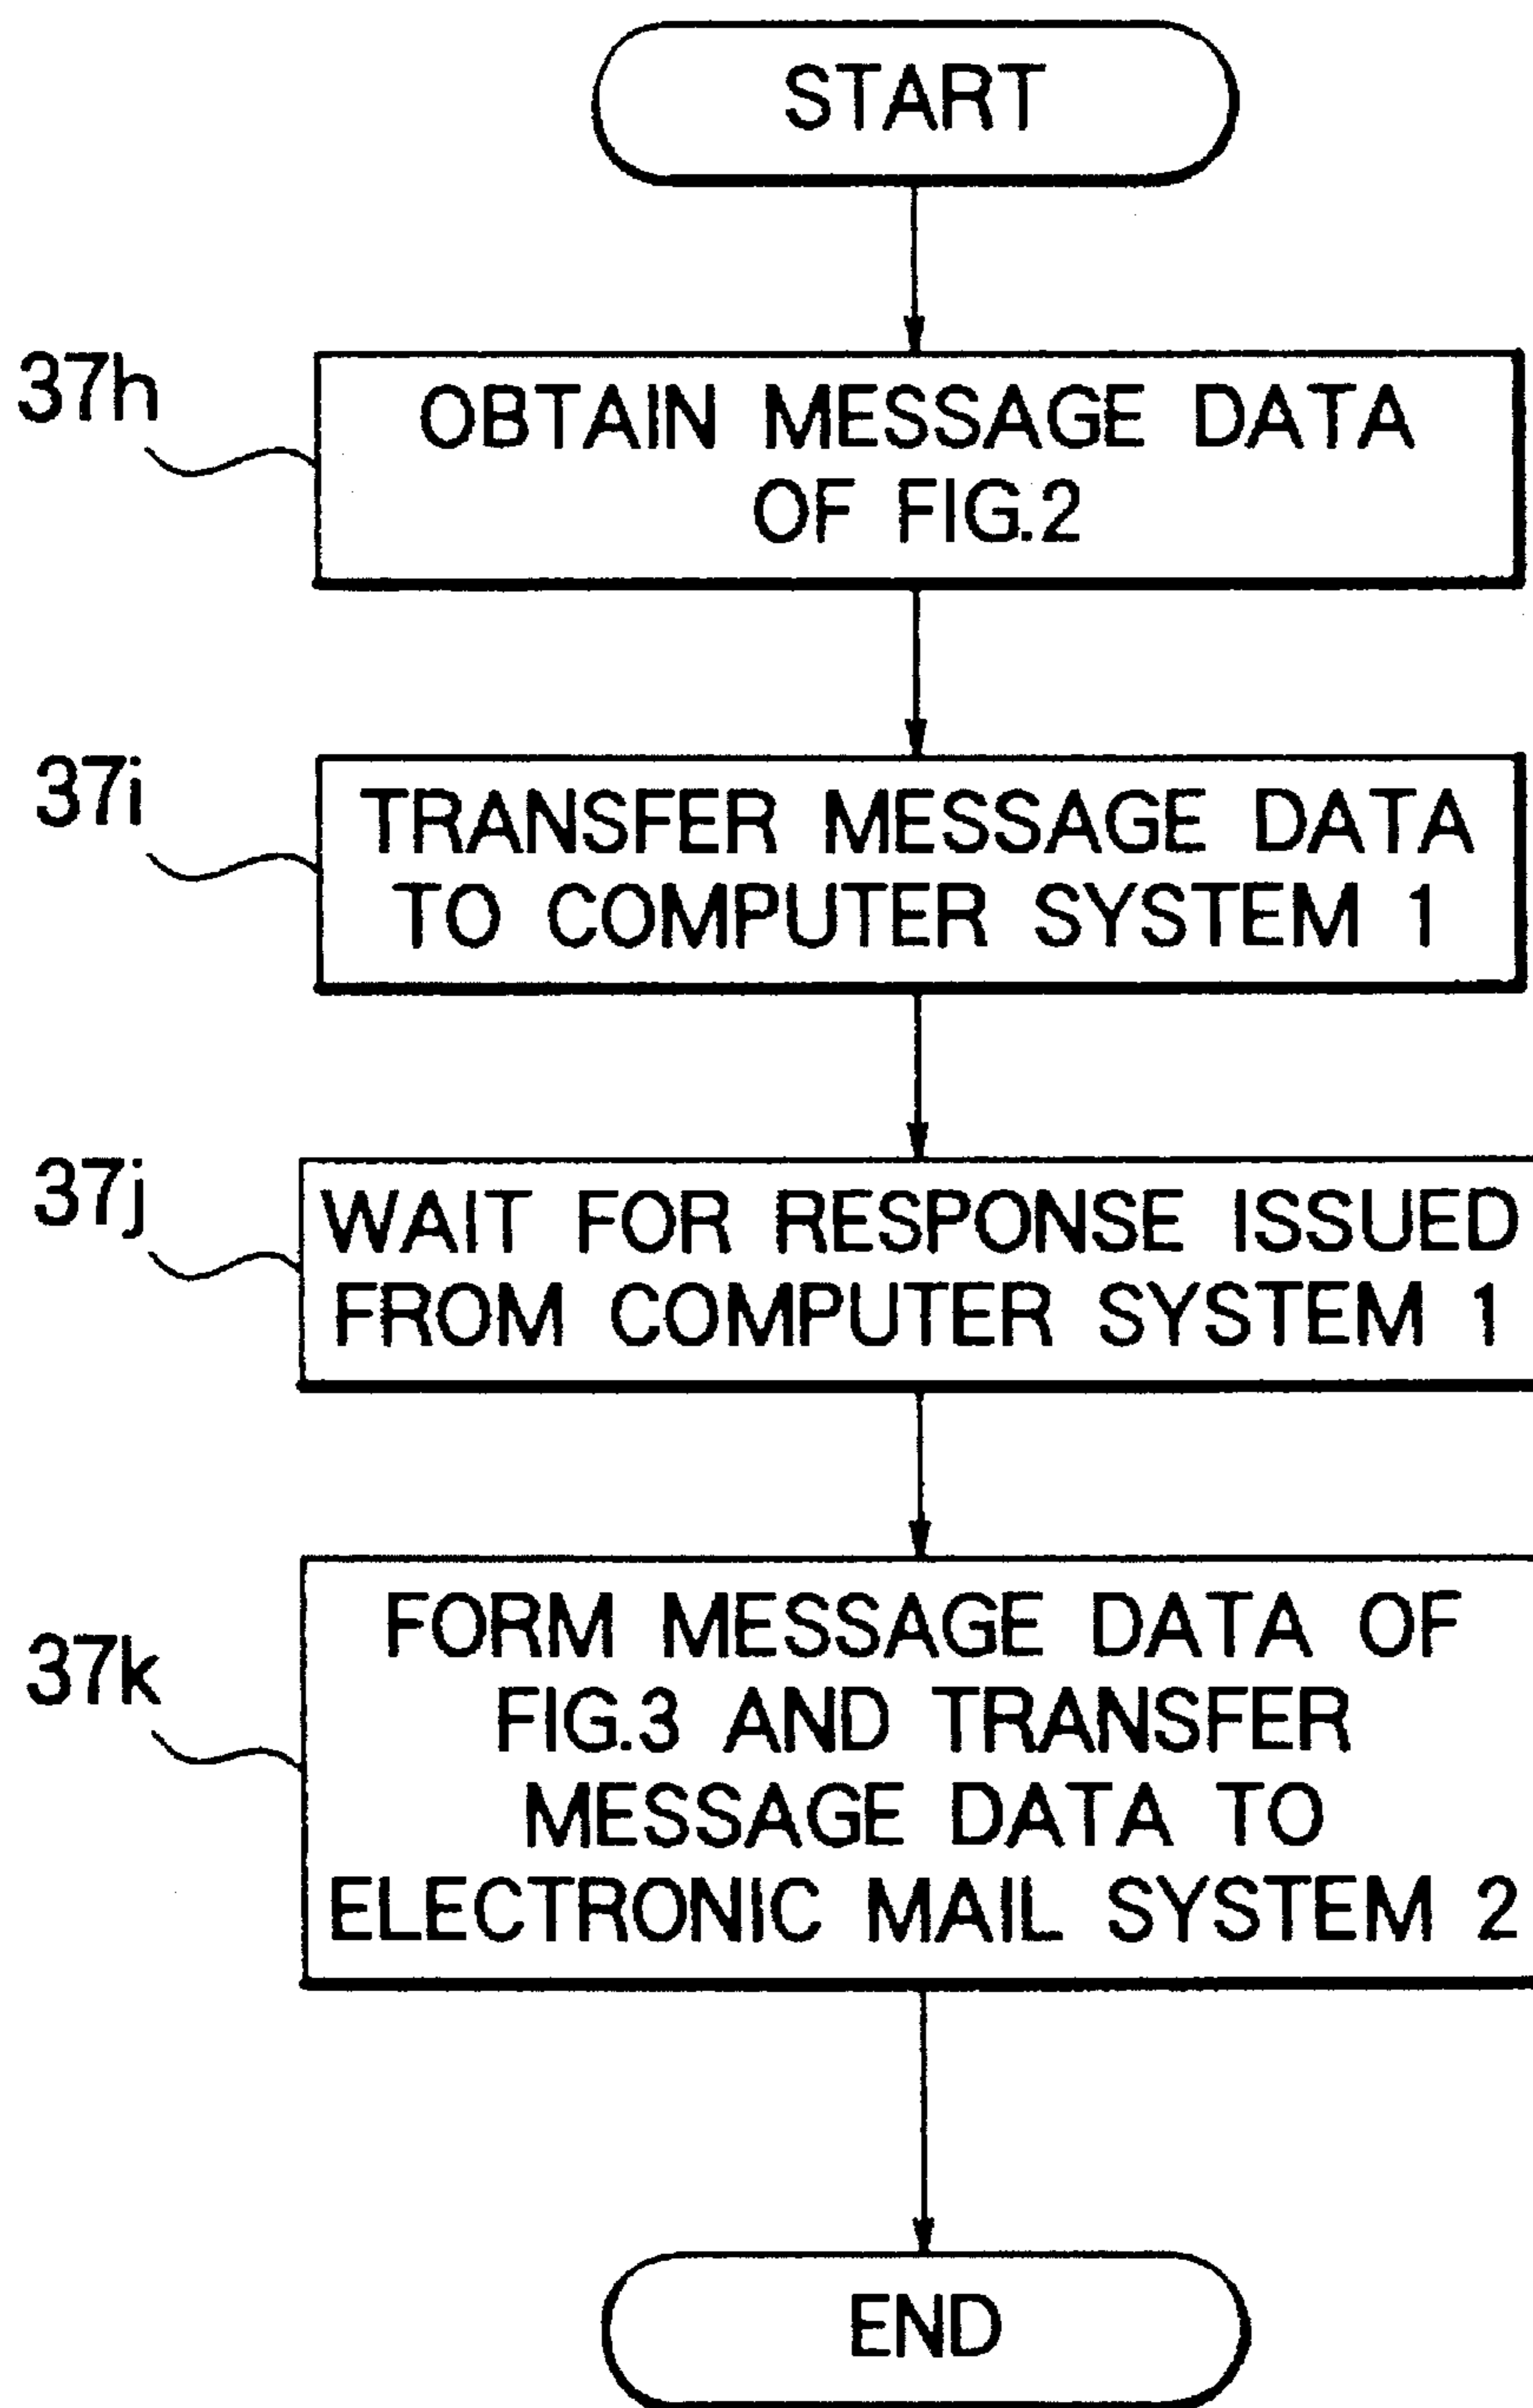 START
37h
OBTAIN MESSAGE DATA
OF FIG.2
37i
TRANSFER MESSAGE DATA
TO COMPUTER SYSTEM 1
37j
WAIT FOR RESPONSE ISSUED
FROM COMPUTER SYSTEM 1
37k
FORM MESSAGE DATA OF
FIG.3 AND TRANSFER
MESSAGE DATA TO
ELECTRONIC MAIL SYSTEM 2
END